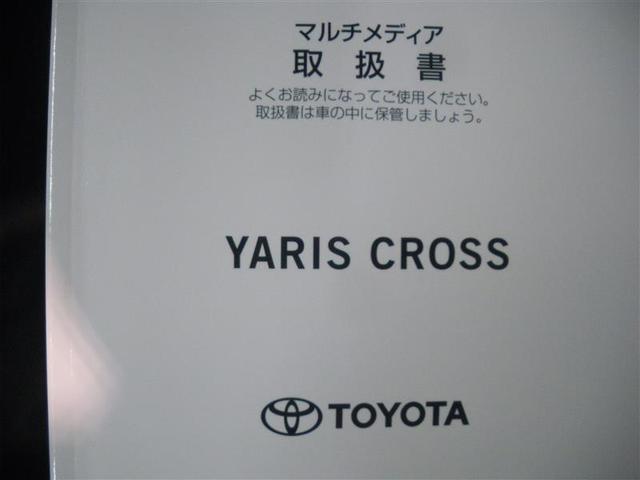 マルチメディア
取扱書
よくお読みになってご使用ください。
取扱書は車の中に保管しましょう。
YARIS CROSS
TOYOTA